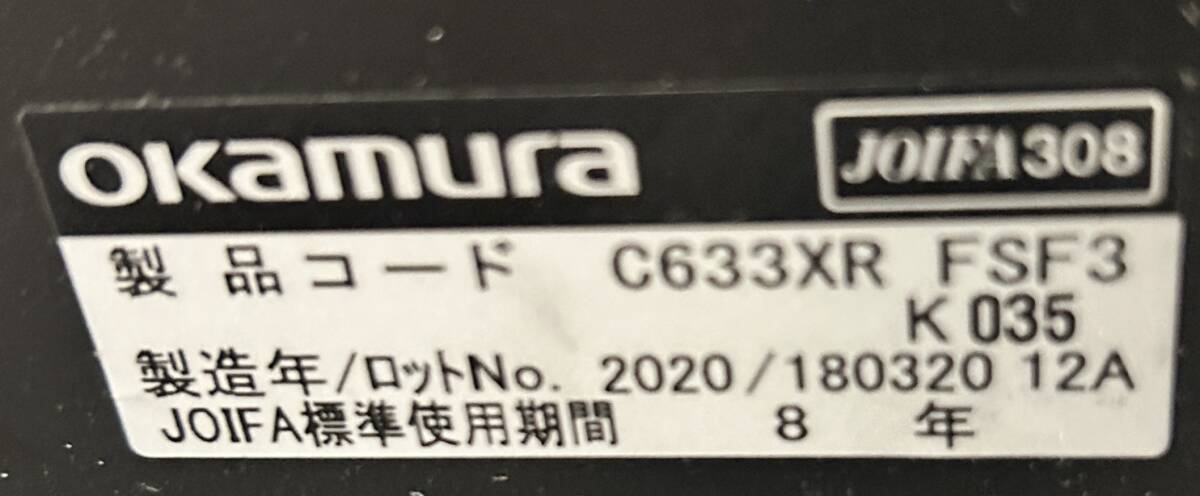 okamura JOIFA308
製品コード C633XR FSF3
K 035
製造年/ロットNo. 2020/180320 12A
JOIFA標準使用期間 8 年